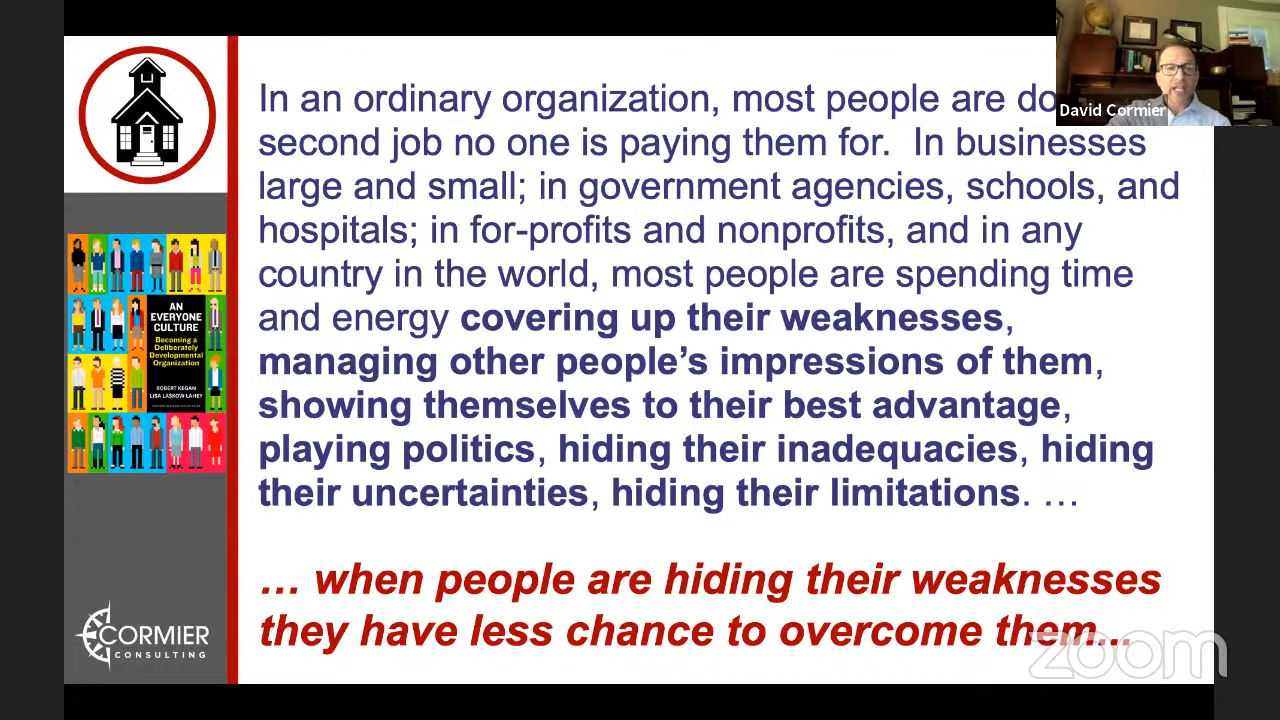 In an ordinary organization, most people are do
second job no one is paying them for. In businesses
large and small; in government agencies, schools, and
hospitals; in for-profits and nonprofits, and in any
country in the world, most people are spending time
and energy covering up their weaknesses,
managing other people’s impressions of them,
showing themselves to their best advantage,
playing politics, hiding their inadequacies, hiding
their uncertainties, hiding their limitations. …
… when people are hiding their weaknesses
they have less chance to overcome them...
David Cormier
AN
EVERYONE
CULTURE
Becoming a
Deliberately
Developmental
Organization
ROBERT KEGAN
LISA LASKOW LAHEY
CORMIER
CONSULTING
zoom